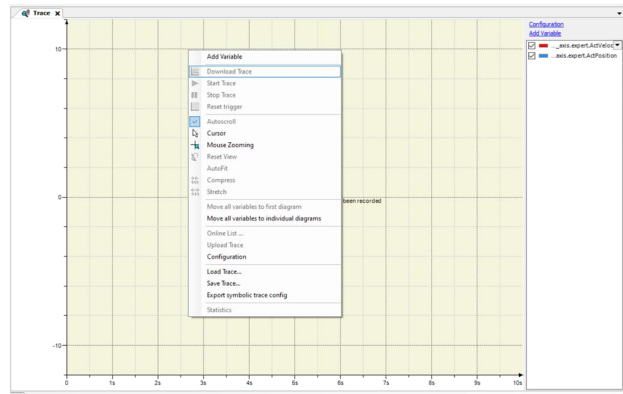 Trace X
Configuration
Add Variable
..._axis.expert.ActVeloc
...axis.expert.ActPosition
10
0
-10
0
1s
2s
3s
4s
5s
6s
7s
8s
9s
10s
been recorded
Add Variable
Download Trace
Start Trace
Stop Trace
Reset trigger
Autoscroll
Cursor
Mouse Zooming
Reset View
AutoFit
Compress
Stretch
Move all variables to first diagram
Move all variables to individual diagrams
Online List ...
Upload Trace
Configuration
Load Trace...
Save Trace...
Export symbolic trace config
Statistics